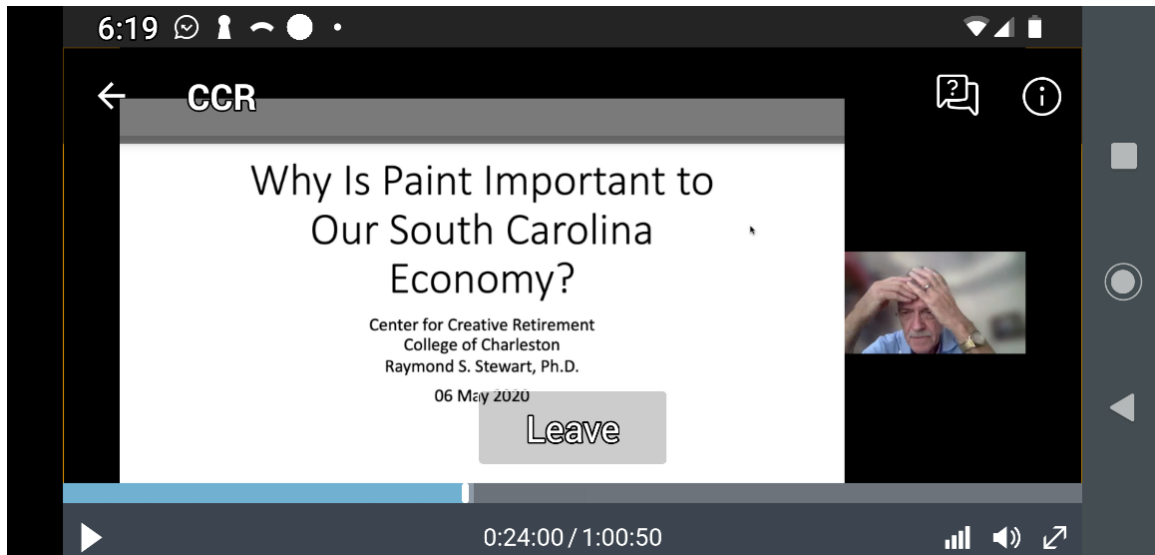 6:19
CCR
Why Is Paint Important to
Our South Carolina
Economy?
Center for Creative Retirement
College of Charleston
Raymond S. Stewart, Ph.D.
06 May 2020
Leave
0:24:00 / 1:00:50